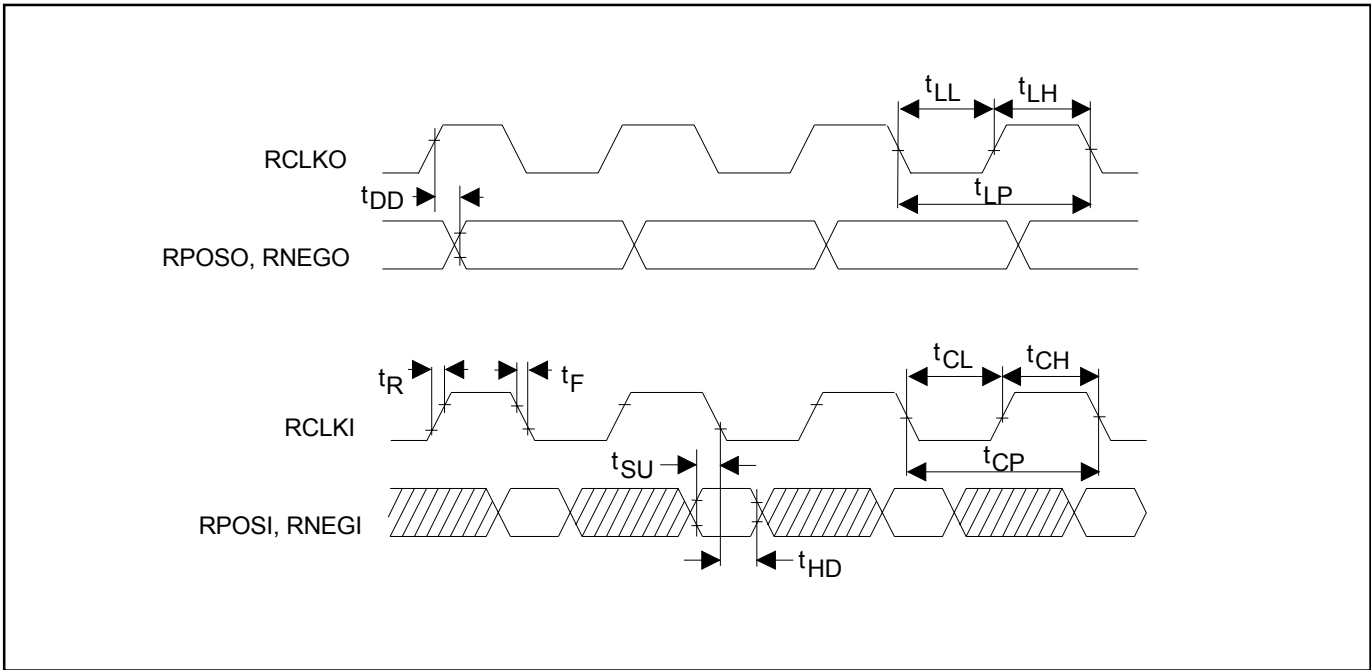 tLL
tLH
RCLKO
tDD
tLP
RPOSO, RNEGO
tCL
tCH
tR
tF
RCLKI
tSU
tCP
RPOSI, RNEGI
tHD